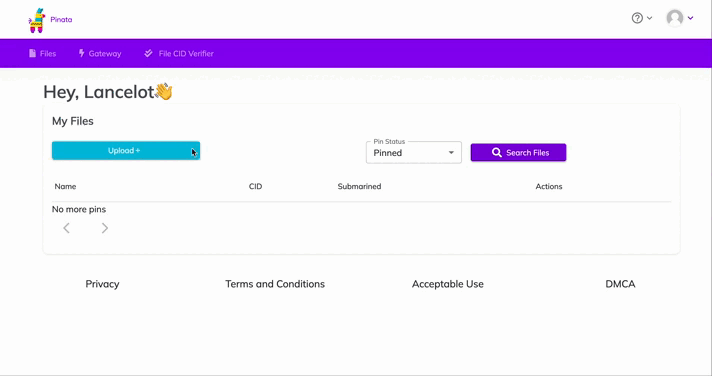 Pinata
Files Gateway File CID Verifier
Hey, Lancelot👋
My Files
Upload +
Pin Status
Pinned
Search Files
Name CID Submarined Actions
No more pins
Privacy Terms and Conditions Acceptable Use DMCA